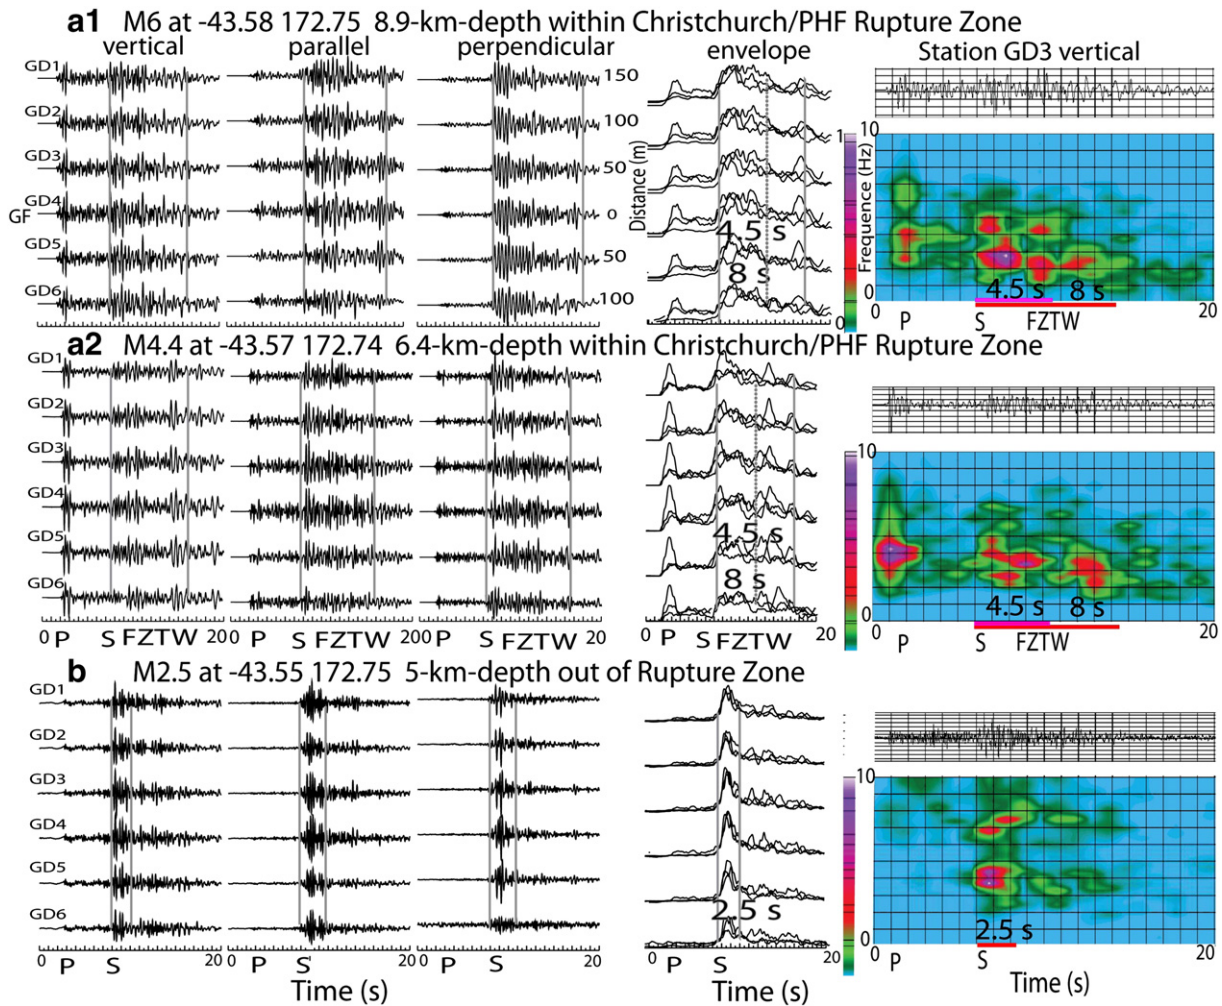 a1 M6 at -43.58 172.75 8.9-km-depth within Christchurch/PHF Rupture Zone
vertical parallel perpendicular envelope Station GD3 vertical
GD1 150
GD2 100
GD3 50
GD4 0
GF
GD5 50
GD6 100
Distance (m)
4.5 s
8 s
1
0
10
Frequence (Hz)
0
4.5 s 8 s
P S FZTW 20
a2 M4.4 at -43.57 172.74 6.4-km-depth within Christchurch/PHF Rupture Zone
GD1
GD2
GD3
GD4
GD5
GD6
4.5 s
8 s
10
0
4.5 s 8 s
0 P S FZTW 20 P S FZTW 0 P S FZTW 20 0 P S FZTW 20 0 P S FZTW 20
b M2.5 at -43.55 172.75 5-km-depth out of Rupture Zone
GD1
GD2
GD3
GD4
GD5
GD6
2.5 s
10
0
2.5 s
0 P S 20 0 P S 20 0 P S 20 0 P S 20 0 P S 20
Time (s) Time (s) Time (s)